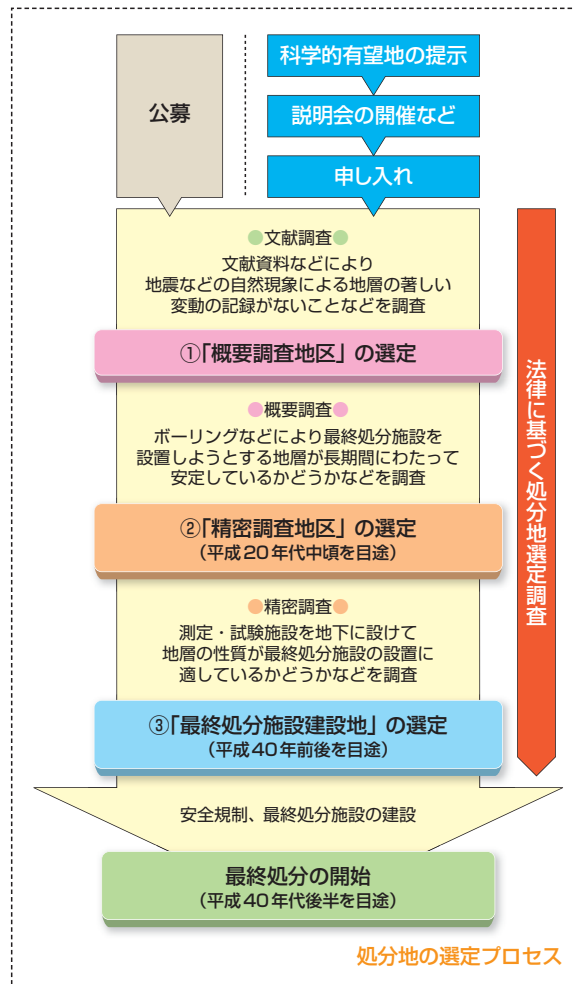 公募
科学的有望地の提示
説明会の開催など
申し入れ
●文献調査●
文献資料などにより
地震などの自然現象による地層の著しい
変動の記録がないことなどを調査
①「概要調査地区」の選定
●概要調査●
ボーリングなどにより最終処分施設を
設置しようとする地層が長期間にわたって
安定しているかどうかなどを調査
②「精密調査地区」の選定
(平成20年代中頃を目途)
●精密調査●
測定・試験施設を地下に設けて
地層の性質が最終処分施設の設置に
適しているかどうかなどを調査
③「最終処分施設建設地」の選定
(平成40年前後を目途)
法律に基づく処分地選定調査
安全規制、最終処分施設の建設
最終処分の開始
(平成40年代後半を目途)
処分地の選定プロセス